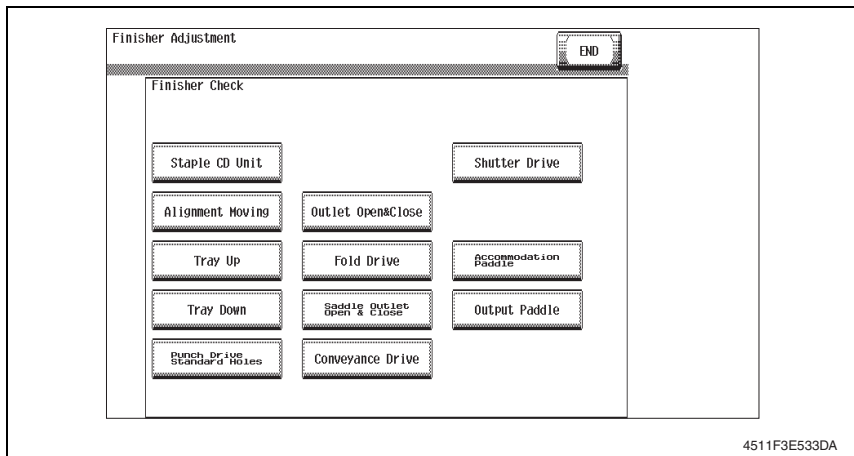 Finisher Adjustment
END
Finisher Check
Staple CD Unit
Shutter Drive
Alignment Moving
Outlet Open&Close
Tray Up
Fold Drive
Accommodation
Paddle
Tray Down
Saddle Outlet
Open & Close
Output Paddle
Punch Drive
Standard Holes
Conveyance Drive
4511F3E533DA